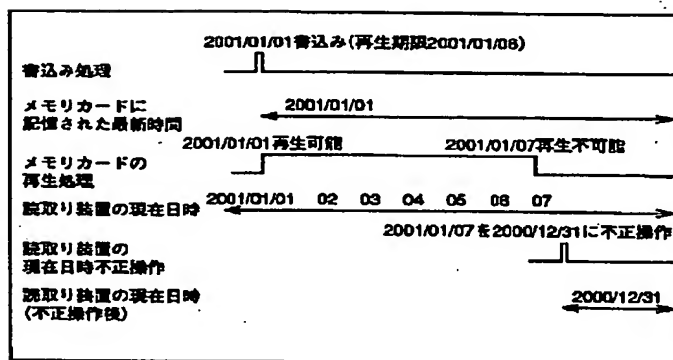 2001/01/01書込み(再生期限2001/01/06)
書込み処理
メモリカードに
記憶された最新時間
2001/01/01
2001/01/01再生可能
2001/01/07再生不可能
メモリカードの
再生処理
読取り装置の現在日時
2001/01/01 02 03 04 05 06 07
2001/01/07を2000/12/31に不正操作
読取り装置の
現在日時不正操作
読取り装置の現在日時
(不正操作後)
2000/12/31